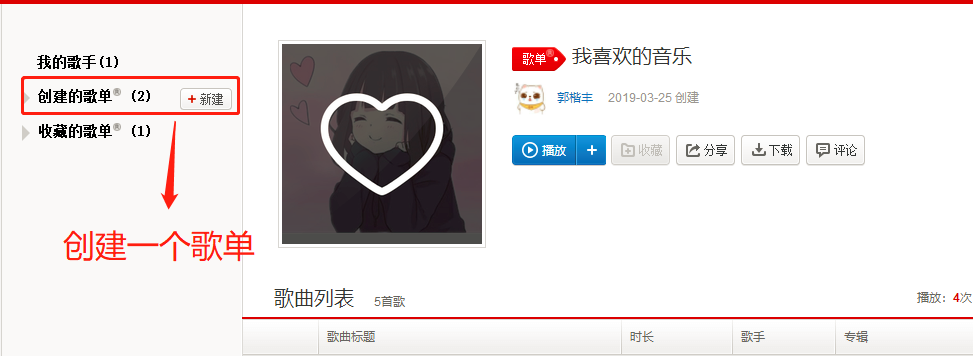 我的歌手(1)
创建的歌单® (2)
+ 新建
收藏的歌单® (1)
创建一个歌单
歌单®
我喜欢的音乐
郭楷丰 2019-03-25 创建
播放 + 收藏 分享 下载 评论
歌曲列表 5首歌
播放：4次
歌曲标题 时长 歌手 专辑